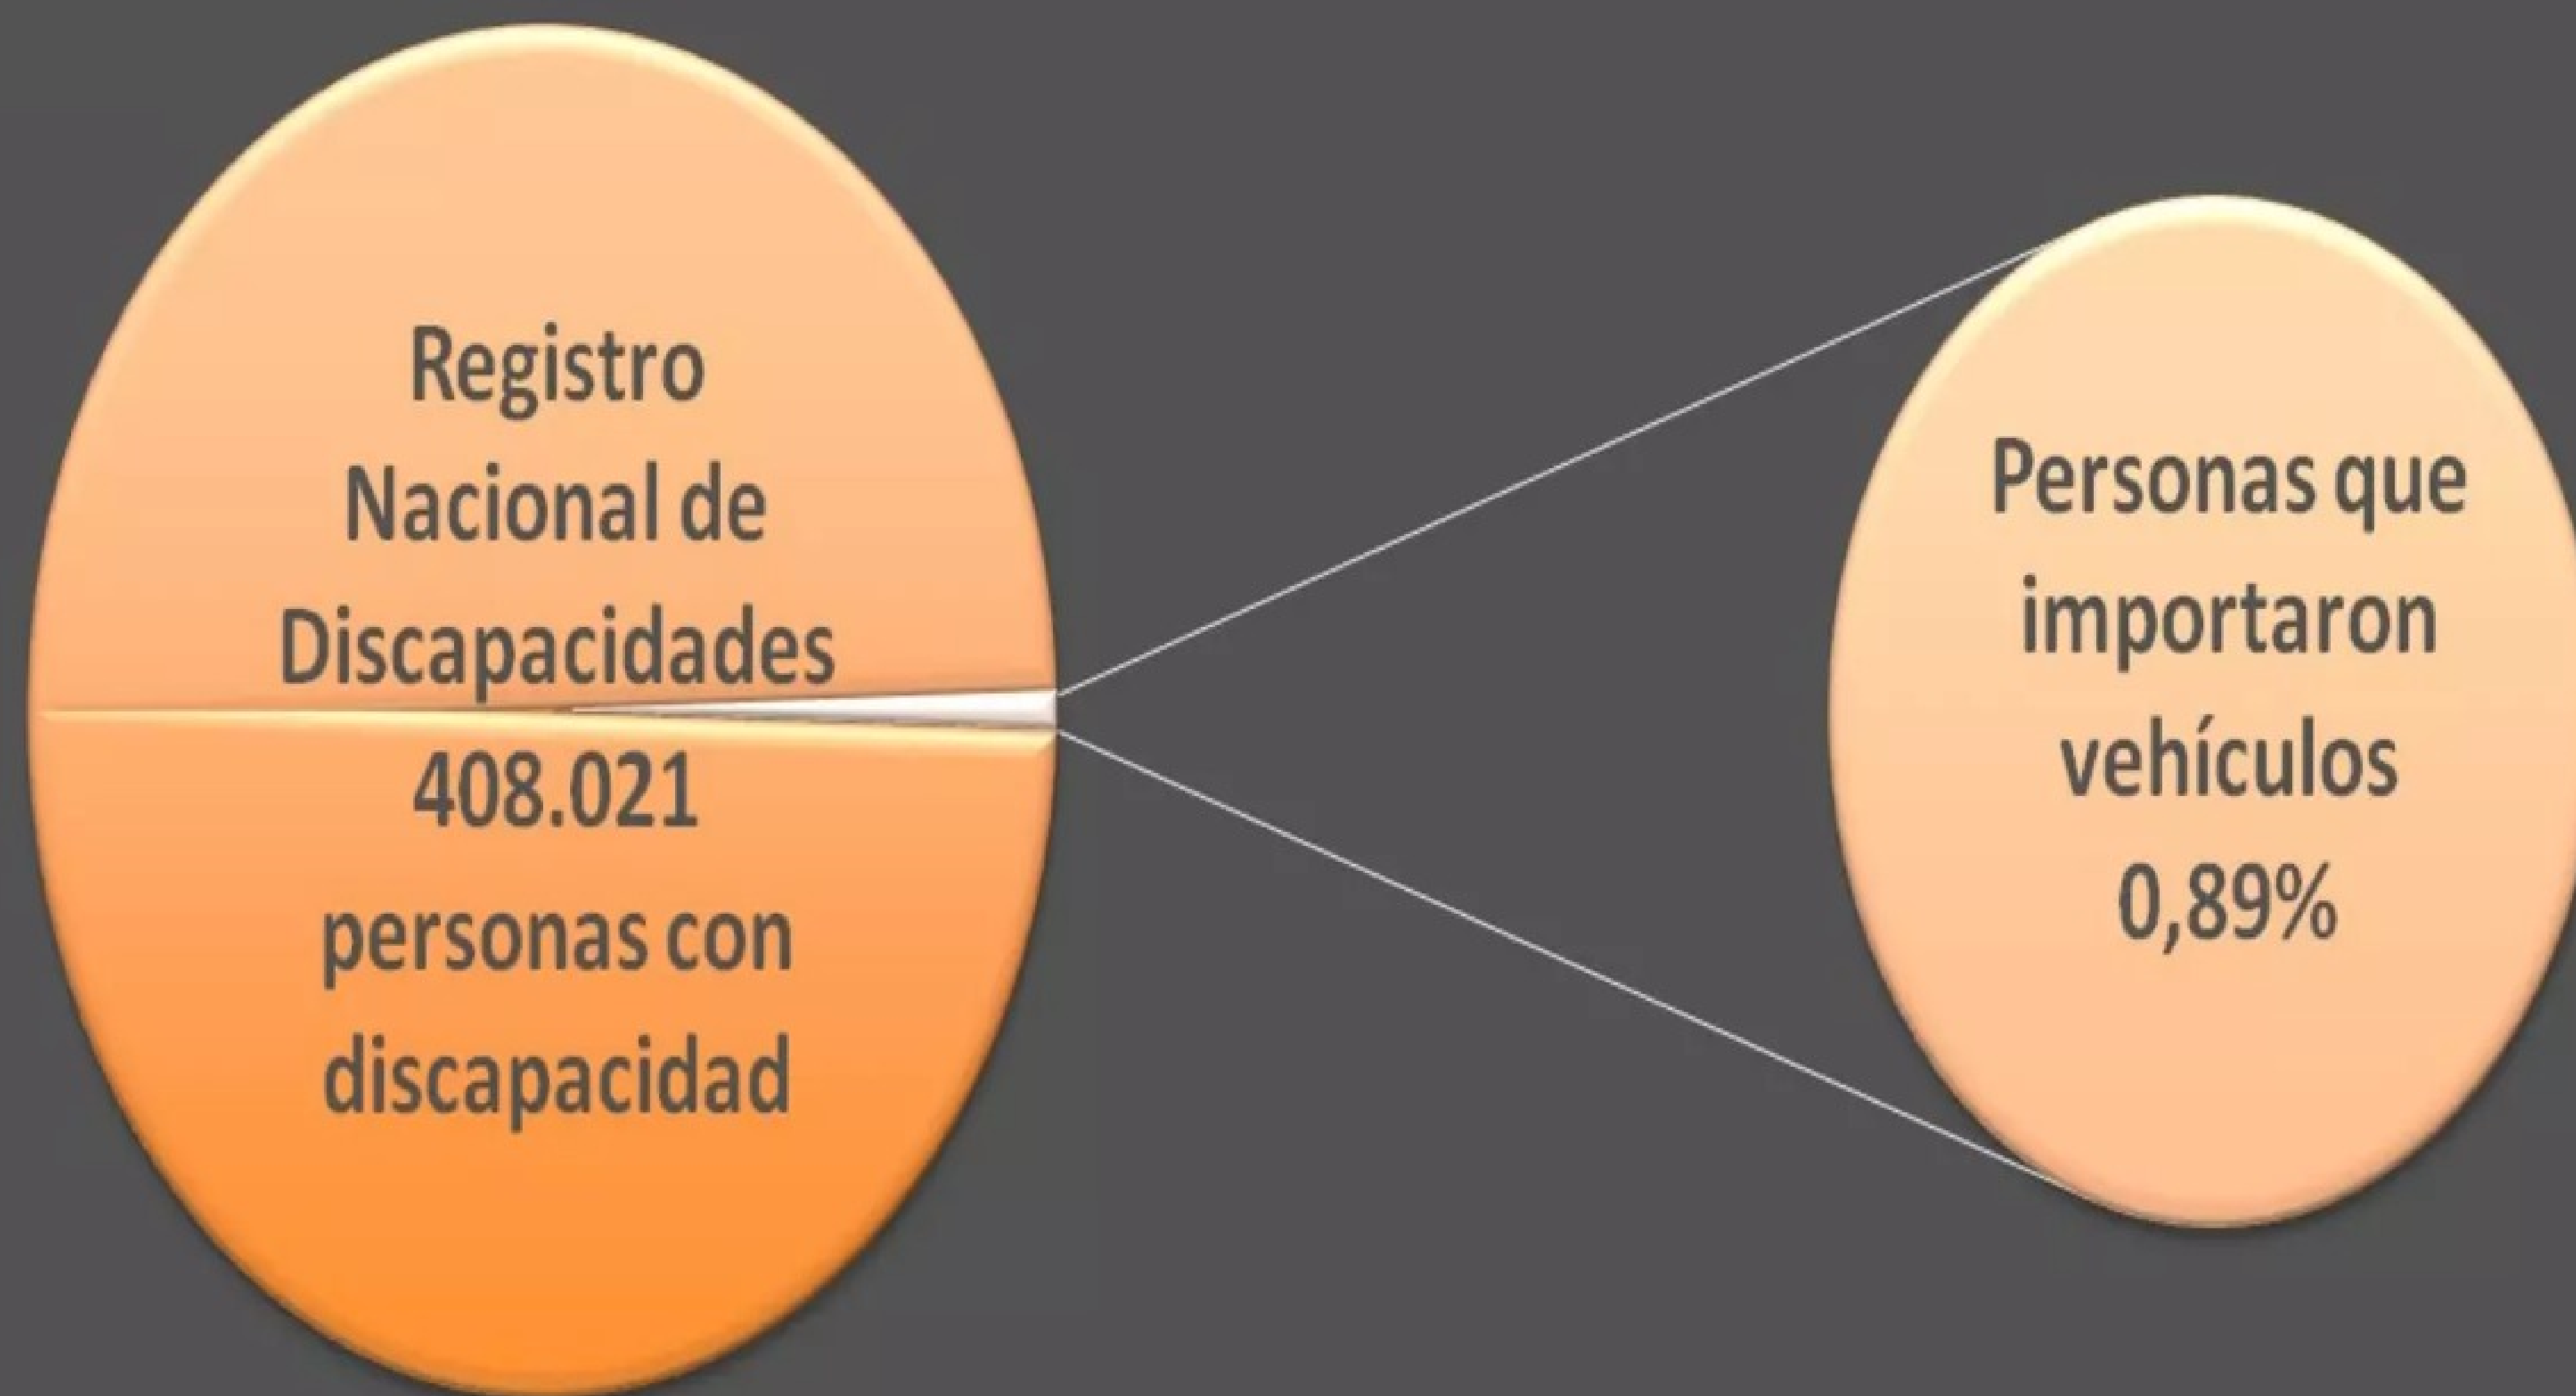 Registro
Nacional de
Discapacidades
408.021
personas con
discapacidad
Personas que
importaron
vehículos
0,89%